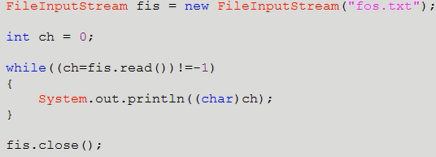 FileInputStream fis = new FileInputStream("fos.txt");
int ch = 0;
while((ch=fis.read())!=-1)
{
    System.out.println((char)ch);
}
fis.close();